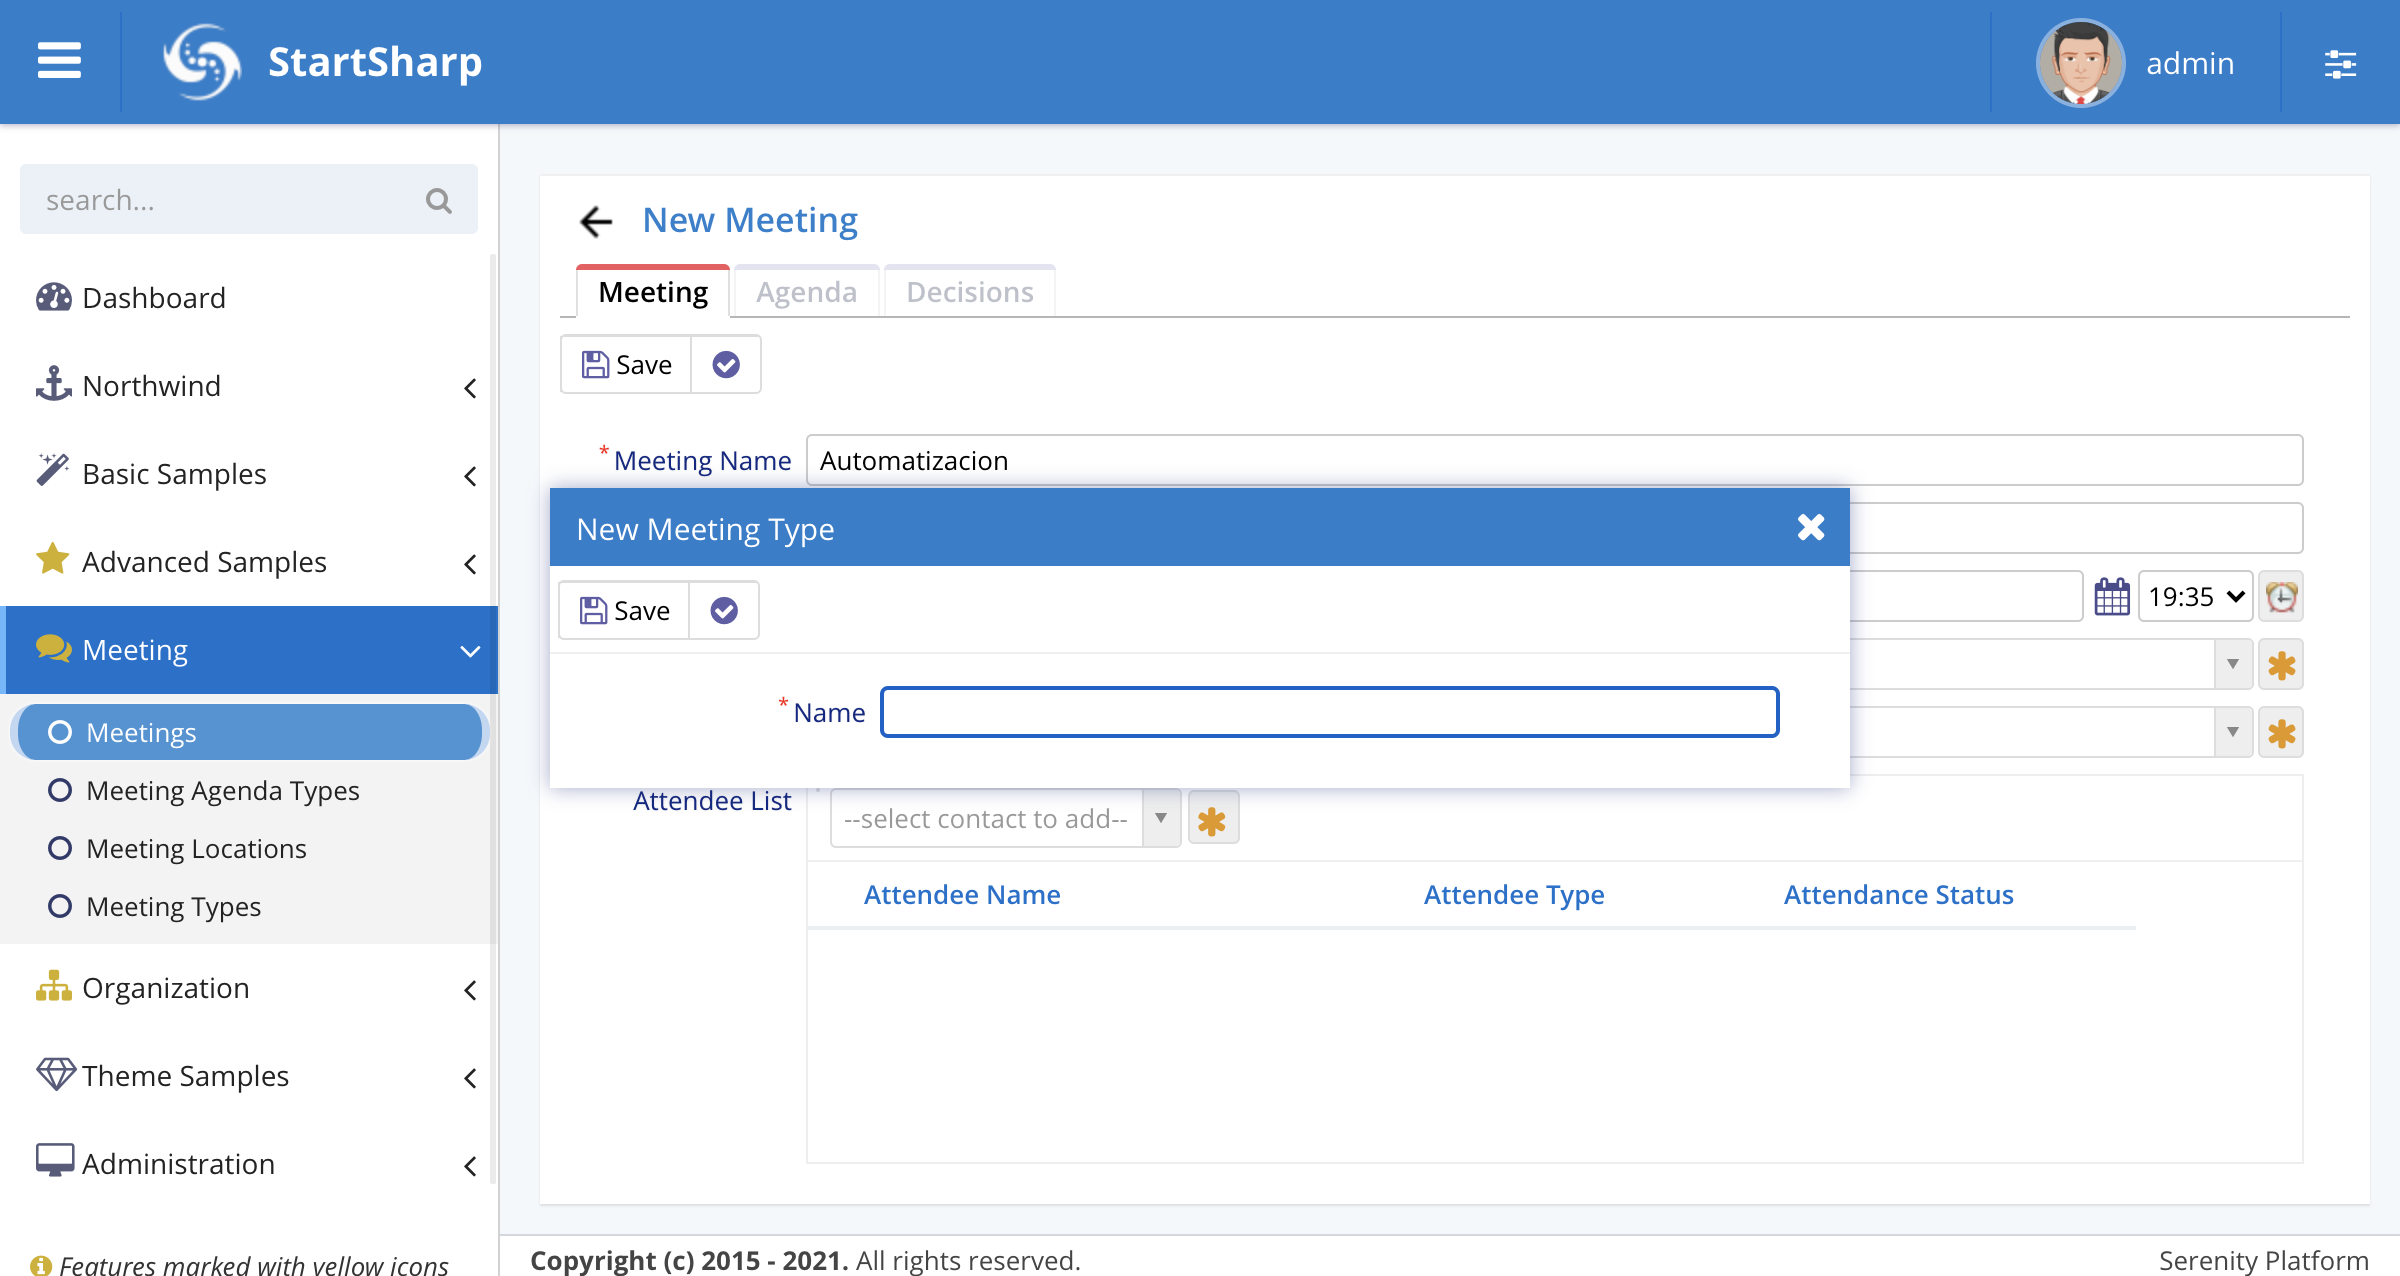 StartSharp
admin
search...
Dashboard
Northwind
Basic Samples
Advanced Samples
Meeting
Meetings
Meeting Agenda Types
Meeting Locations
Meeting Types
Organization
Theme Samples
Administration
Features marked with yellow icons
New Meeting
Meeting Agenda Decisions
Save
* Meeting Name Automatizacion
New Meeting Type
19:35
Save
* Name
Attendee List
--select contact to add--
Attendee Name Attendee Type Attendance Status
Copyright (c) 2015 - 2021. All rights reserved.
Serenity Platform